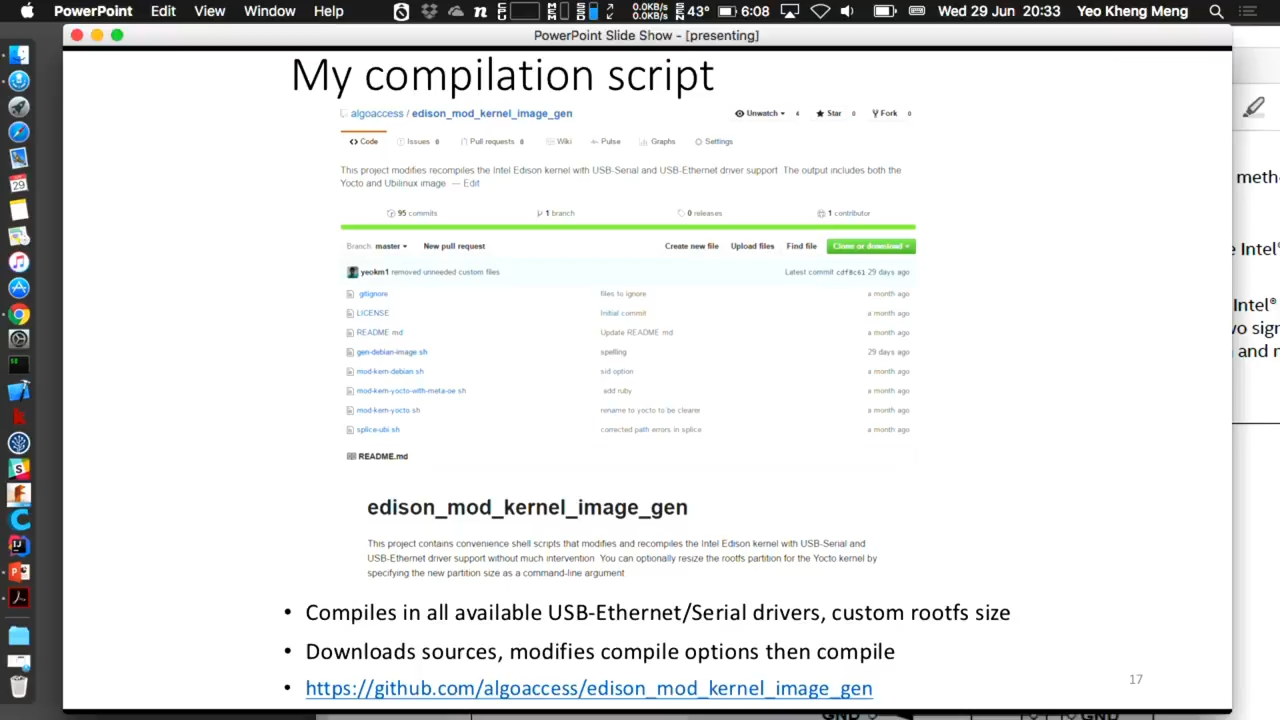 PowerPoint Edit View Window Help 0.0KB/s 0.0KB/s 43° 6:08 Wed 29 Jun 20:33 Yeo Kheng Meng
PowerPoint Slide Show - [presenting]
My compilation script
algoaccess / edison_mod_kernel_image_gen Unwatch 4 Star 0 Fork 0
Code Issues 0 Pull requests 0 Wiki Pulse Graphs Settings
This project modifies recompiles the Intel Edison kernel with USB-Serial and USB-Ethernet driver support The output includes both the
Yocto and Ubilinux image — Edit
95 commits 1 branch 0 releases 1 contributor
Branch: master New pull request Create new file Upload files Find file Clone or download
yeokm1 removed unneeded custom files Latest commit cdf8c61 29 days ago
gitignore files to ignore a month ago
LICENSE Initial commit a month ago
README md Update README md a month ago
gen-debian-image sh spelling 29 days ago
mod-kern-debian sh sid option a month ago
mod-kern-yocto-with-meta-oe sh add ruby a month ago
mod-kern-yocto sh rename to yocto to be clearer a month ago
splice-ubi sh corrected path errors in splice a month ago
README.md
edison_mod_kernel_image_gen
This project contains convenience shell scripts that modifies and recompiles the Intel Edison kernel with USB-Serial and
USB-Ethernet driver support without much intervention You can optionally resize the rootfs partition for the Yocto kernel by
specifying the new partition size as a command-line argument
• Compiles in all available USB-Ethernet/Serial drivers, custom rootfs size
• Downloads sources, modifies compile options then compile
• https://github.com/algoaccess/edison_mod_kernel_image_gen
17
meth
Intel®
Intel®
and
GND
GND